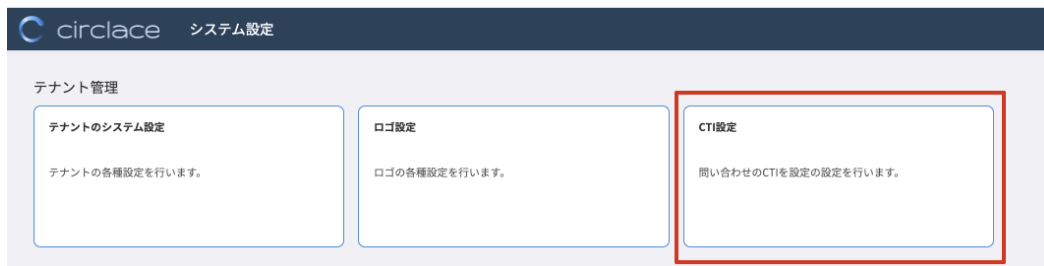 circlace システム設定
テナント管理
テナントのシステム設定
テナントの各種設定を行います。
ロゴ設定
ロゴの各種設定を行います。
CTI設定
問い合わせのCTIを設定の設定を行います。